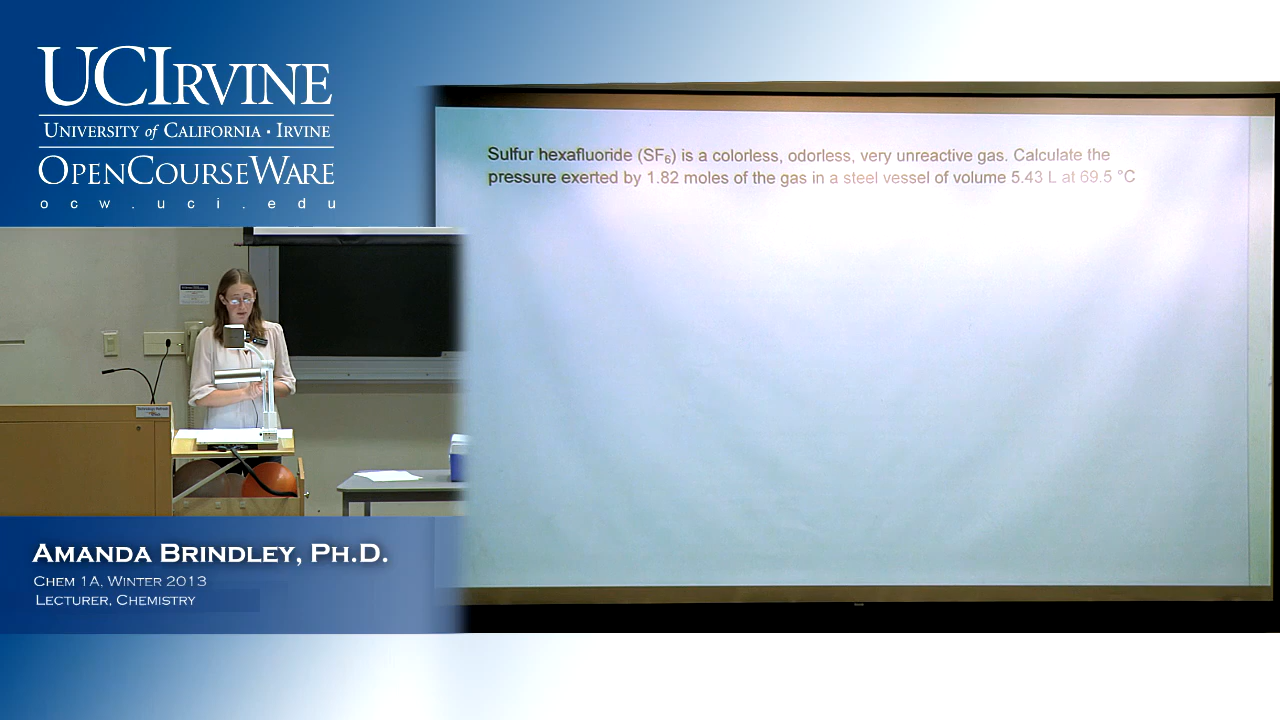 UCIRVINE
UNIVERSITY of CALIFORNIA · IRVINE
OPENCOURSEWARE
ocw.uci.edu
Sulfur hexafluoride (SF₆) is a colorless, odorless, very unreactive gas. Calculate the
pressure exerted by 1.82 moles of the gas in a steel vessel of volume 5.43 L at 69.5 °C
AMANDA BRINDLEY, PH.D.
CHEM 1A, WINTER 2013
LECTURER, CHEMISTRY